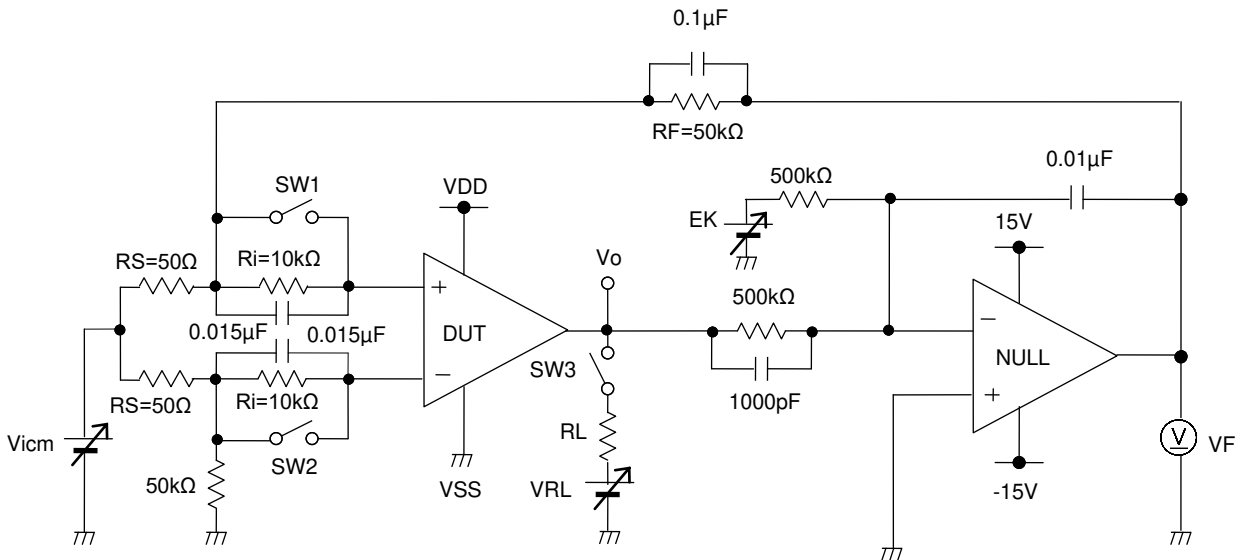 0.1µF
RF=50kΩ
0.01µF
500kΩ
SW1
VDD
EK
15V
Vo
RS=50Ω
Ri=10kΩ
500kΩ
+
−
0.015µF
0.015µF
DUT
NULL
−
SW3
+
RS=50Ω
Ri=10kΩ
1000pF
RL
V
VF
Vicm
SW2
50kΩ
VSS
VRL
-15V